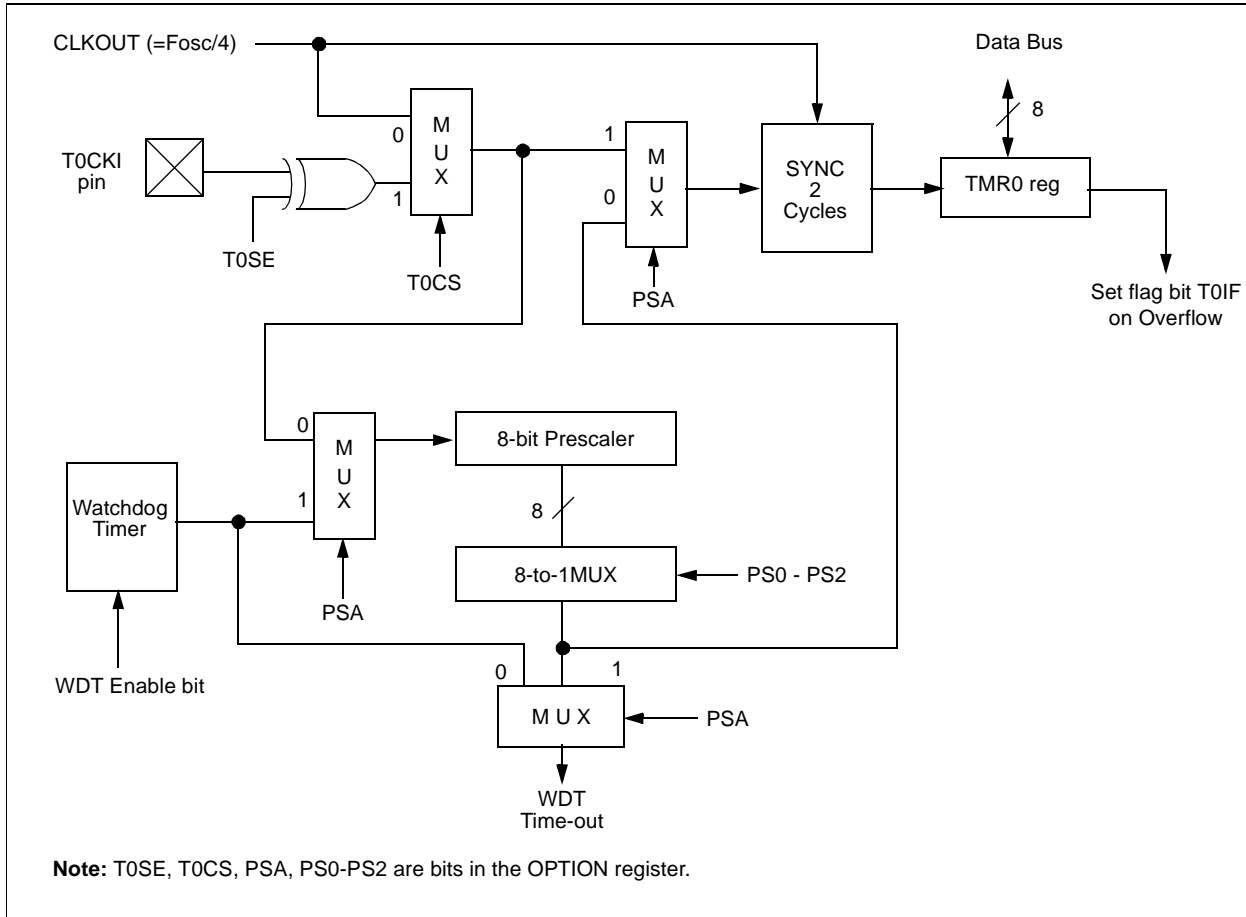 CLKOUT (=Fosc/4)
Data Bus
8
T0CKI
pin
T0SE
0
1
M
U
X
T0CS
1
0
M
U
X
PSA
SYNC
2
Cycles
TMR0 reg
Set flag bit T0IF
on Overflow
0
1
M
U
X
PSA
8-bit Prescaler
8
8-to-1MUX
PS0 - PS2
Watchdog
Timer
WDT Enable bit
0
1
M U X
PSA
WDT
Time-out
Note: T0SE, T0CS, PSA, PS0-PS2 are bits in the OPTION register.